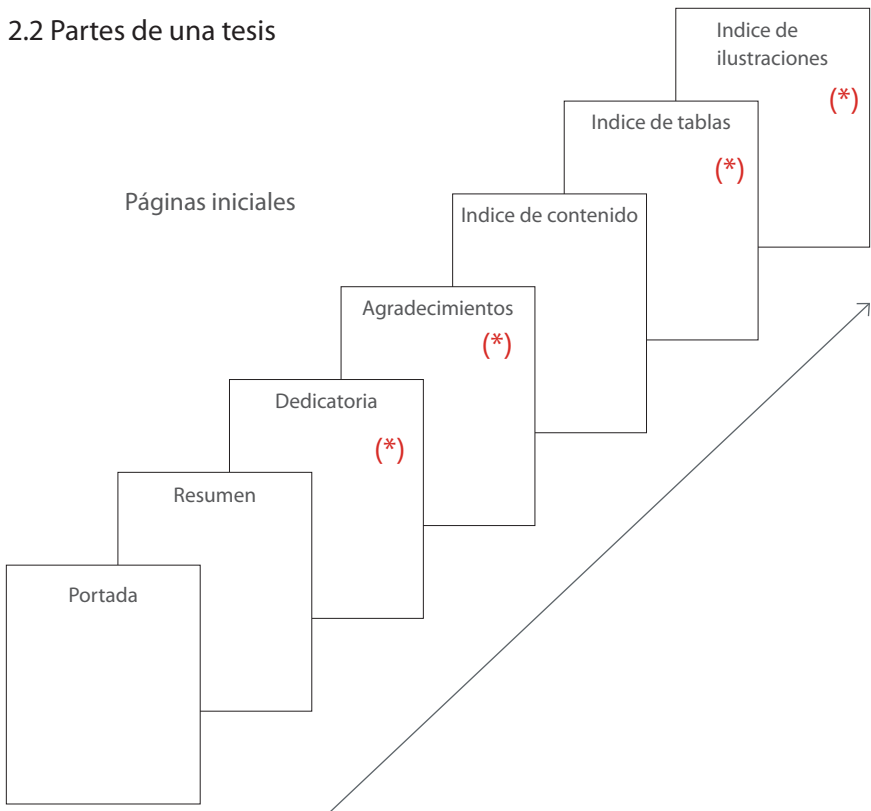 2.2 Partes de una tesis
Indice de
ilustraciones
(*)
Indice de tablas
(*)
Páginas iniciales
Indice de contenido
Agradecimientos
(*)
Dedicatoria
(*)
Resumen
Portada